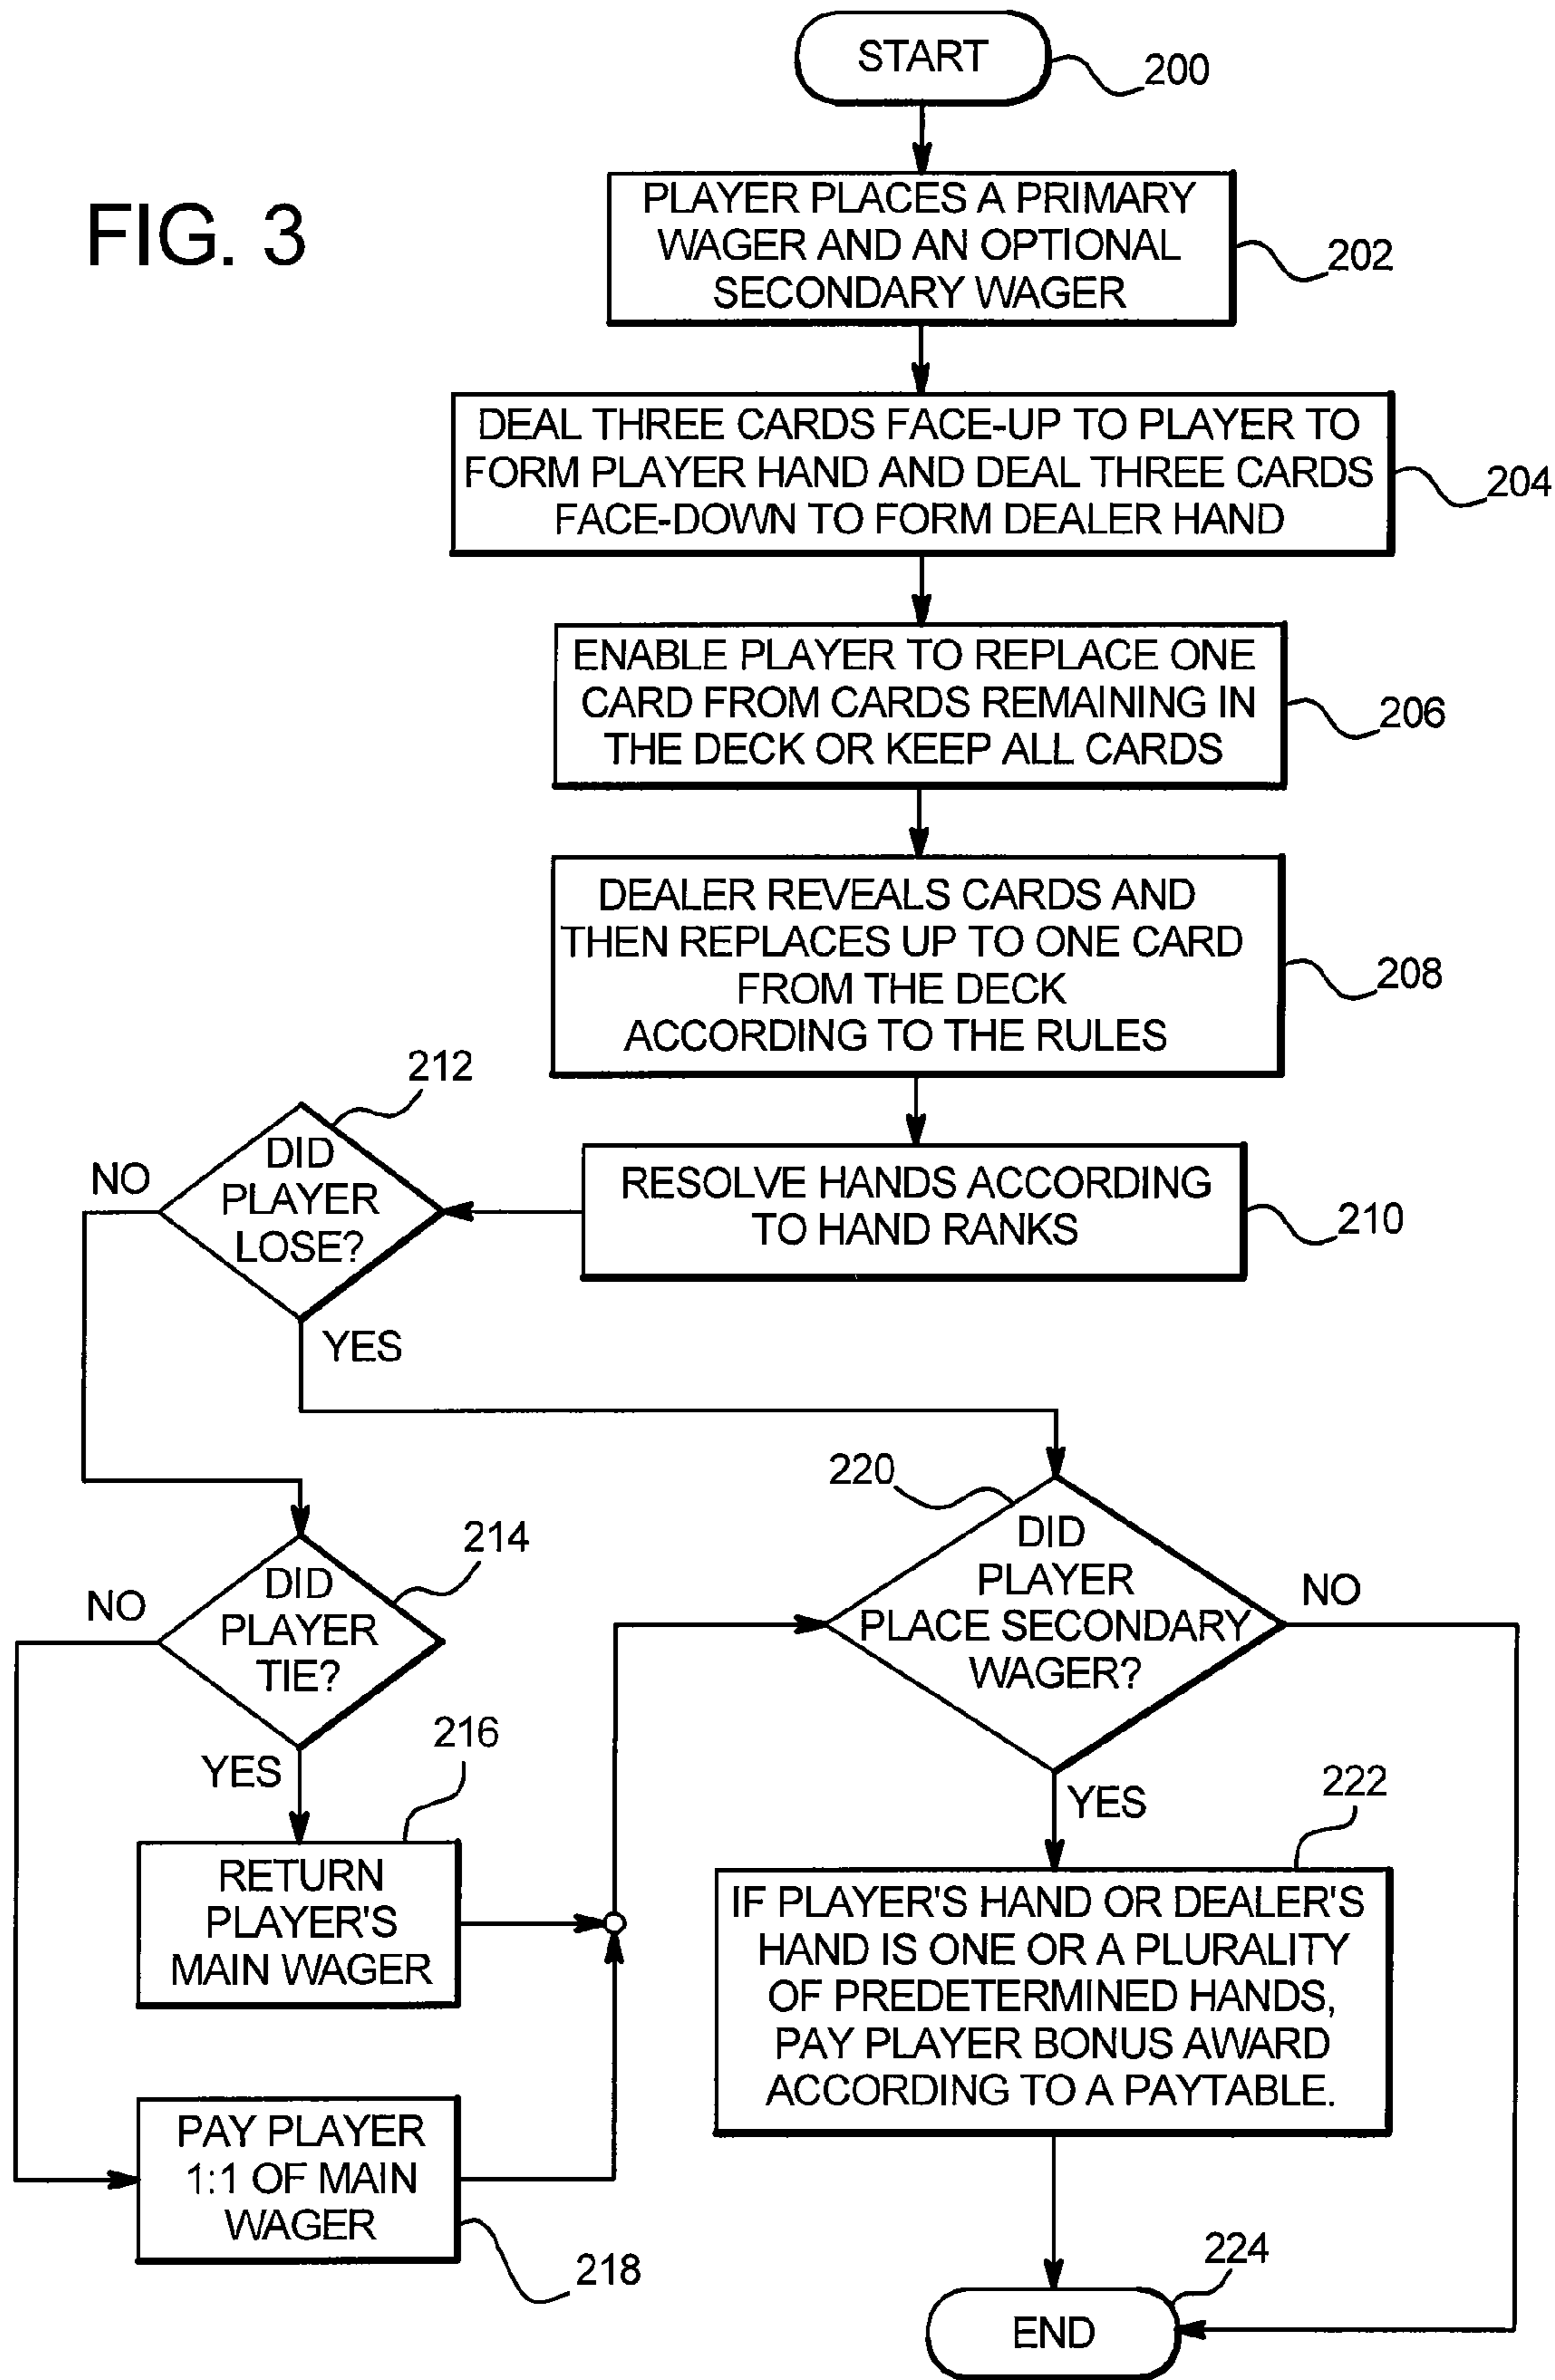 FIG. 3
START
200
PLAYER PLACES A PRIMARY
WAGER AND AN OPTIONAL
SECONDARY WAGER
202
DEAL THREE CARDS FACE-UP TO PLAYER TO
FORM PLAYER HAND AND DEAL THREE CARDS
FACE-DOWN TO FORM DEALER HAND
204
ENABLE PLAYER TO REPLACE ONE
CARD FROM CARDS REMAINING IN
THE DECK OR KEEP ALL CARDS
206
DEALER REVEALS CARDS AND
THEN REPLACES UP TO ONE CARD
FROM THE DECK
ACCORDING TO THE RULES
208
RESOLVE HANDS ACCORDING
TO HAND RANKS
210
212
DID
PLAYER
LOSE?
NO
YES
214
DID
PLAYER
TIE?
NO
YES
216
RETURN
PLAYER'S
MAIN WAGER
PAY PLAYER
1:1 OF MAIN
WAGER
218
220
DID
PLAYER
PLACE SECONDARY
WAGER?
NO
YES
222
IF PLAYER'S HAND OR DEALER'S
HAND IS ONE OR A PLURALITY
OF PREDETERMINED HANDS,
PAY PLAYER BONUS AWARD
ACCORDING TO A PAYTABLE.
224
END